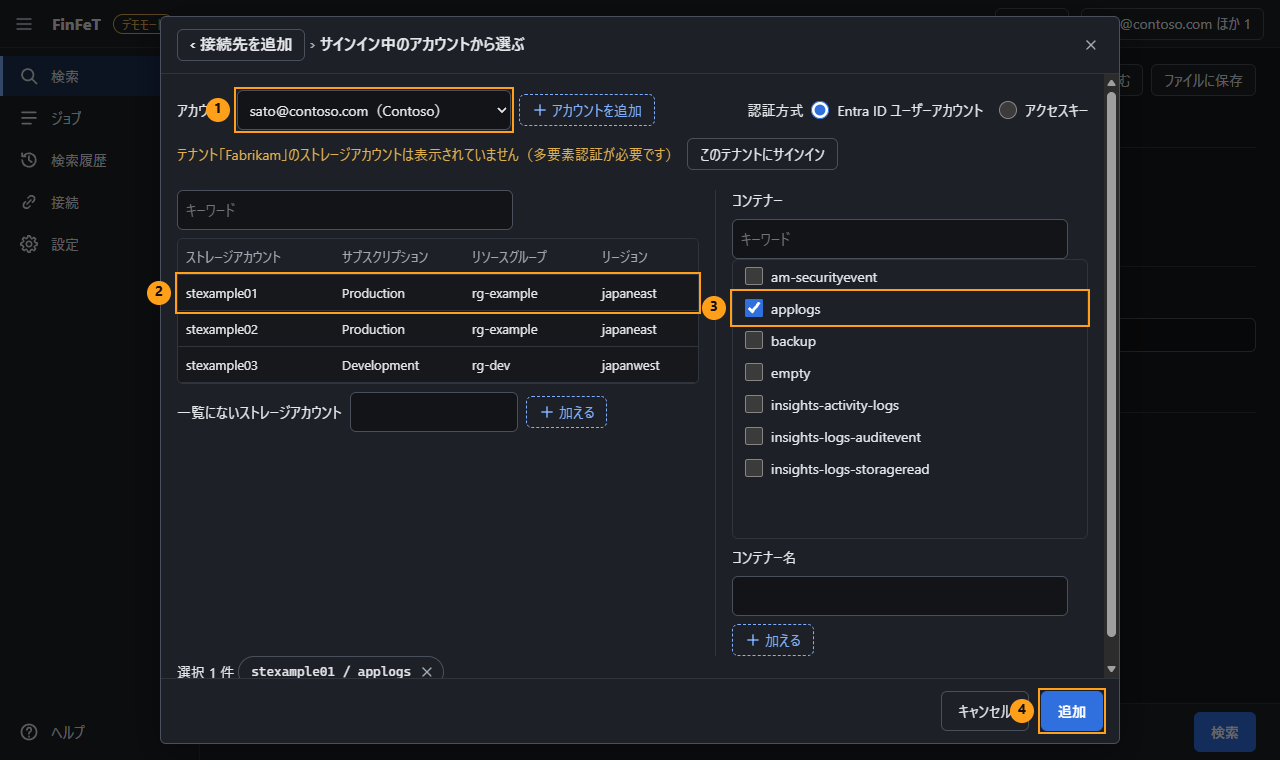 FinFeT デモモー
@contoso.com ほか 1
‹ 接続先を追加 › サインイン中のアカウントから選ぶ ×
検索
ジョブ
検索履歴
接続
設定
ヘルプ
む ファイルに保存
アカウ 1 sato@contoso.com（Contoso） ＋ アカウントを追加 認証方式 Entra ID ユーザーアカウント アクセスキー
テナント「Fabrikam」のストレージアカウントは表示されていません（多要素認証が必要です） このテナントにサインイン
キーワード
ストレージアカウント サブスクリプション リソースグループ リージョン
2 stexample01 Production rg-example japaneast
stexample02 Production rg-example japaneast
stexample03 Development rg-dev japanwest
一覧にないストレージアカウント ＋ 加える
コンテナー
キーワード
am-securityevent
3 applogs
backup
empty
insights-activity-logs
insights-logs-auditevent
insights-logs-storageread
コンテナー名
＋ 加える
選択 1 件 stexample01 / applogs ×
キャンセル 4 追加
検索